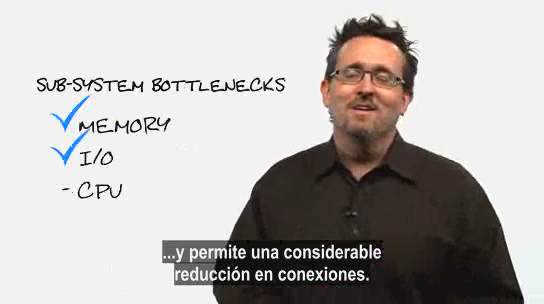 SUB-SYSTEM BOTTLENECKS
MEMORY
I/O
- CPU
...y permite una considerable
reducción en conexiones.